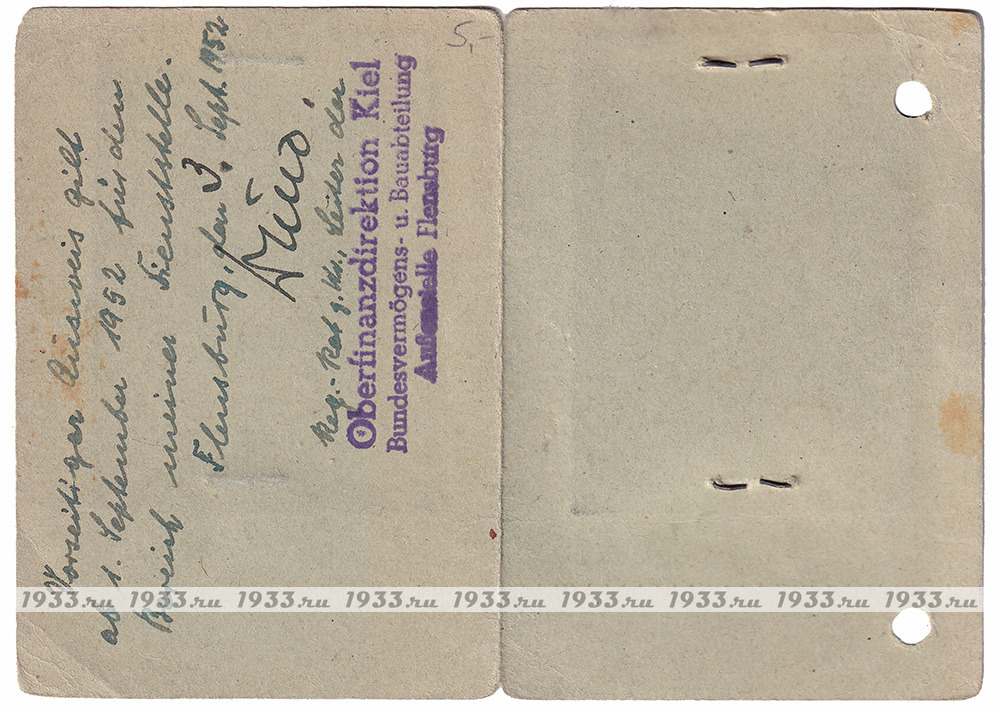 Vorseitiger Ausweis gilt
ab 1. September 1952 für den
Bereich meiner Dienststelle.
Flensburg, den 3. Sept. 1952
Reg.-Rat z. Wv., Leiter der
Oberfinanzdirektion Kiel
Bundesvermögens- u. Bauabteilung
Außenstelle Flensburg
5,-
1933.ru 1933.ru 1933.ru 1933.ru 1933.ru 1933.ru 1933.ru 1933.ru 1933.ru